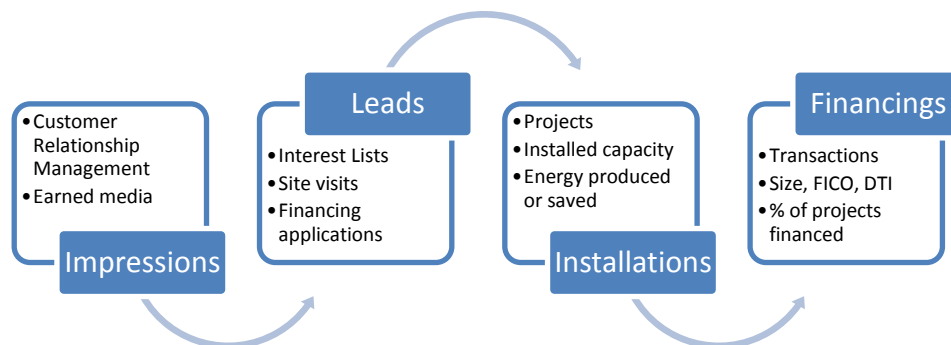 • Customer
Relationship
Management
• Earned media
Impressions
Leads
• Interest Lists
• Site visits
• Financing
applications
• Projects
• Installed capacity
• Energy produced
or saved
Installations
Financings
• Transactions
• Size, FICO, DTI
• % of projects
financed